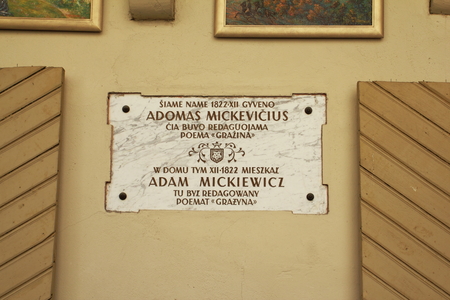 ŠIAME NAME 1822·XII GYVENO
ADOMAS MICKEVIČIUS
ČIA BUVO REDAGUOJAMA
POEMA «GRAŽINA»
W DOMU TYM XII·1822 MIESZKAŁ
ADAM MICKIEWICZ
TU BYŁ REDAGOWANY
POEMAT «GRAŻYNA»